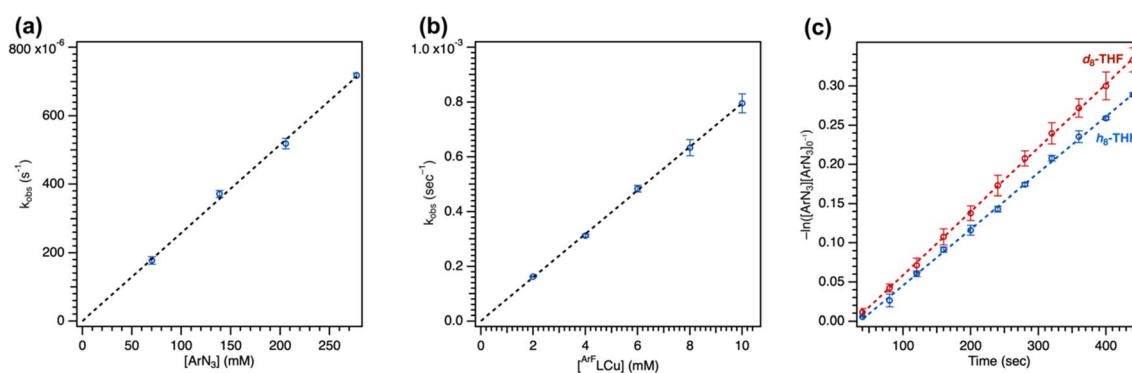 (a)
800 x10⁻⁶
600
400
200
0
k_obs (s⁻¹)
0 50 100 150 200 250
[ArN₃] (mM)
(b)
1.0 x10⁻³
0.8
0.6
0.4
0.2
0.0
k_obs (sec⁻¹)
0 2 4 6 8 10
[ᴬʳᶠLCu] (mM)
(c)
0.30
0.25
0.20
0.15
0.10
0.05
0.00
–ln([ArN₃][ArN₃]₀⁻¹)
d₈-THF
h₈-THF
100 200 300 400
Time (sec)